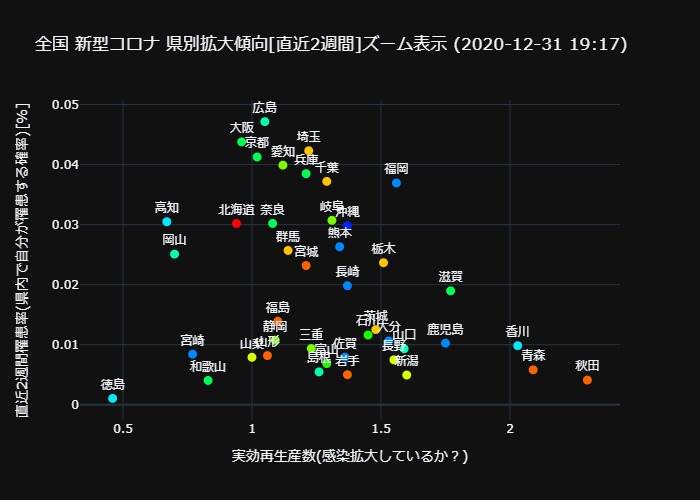 全国 新型コロナ 県別拡大傾向[直近2週間]ズーム表示 (2020-12-31 19:17)
直近2週間罹患率(県内で自分が罹患する確率)[%]
0.05
広島
大阪
京都
埼玉
愛知
兵庫
千葉
0.04
福岡
高知
北海道
奈良
岐阜
沖縄
0.03
岡山
群馬
熊本
宮城
栃木
長崎
0.02
滋賀
福島
静岡
石川
茨城
大分
鹿児島
香川
0.01
宮崎
山梨
山形
三重
富山
佐賀
山口
長野
和歌山
島根
岩手
新潟
青森
秋田
徳島
0
0.5
1
1.5
2
実効再生産数(感染拡大しているか？)